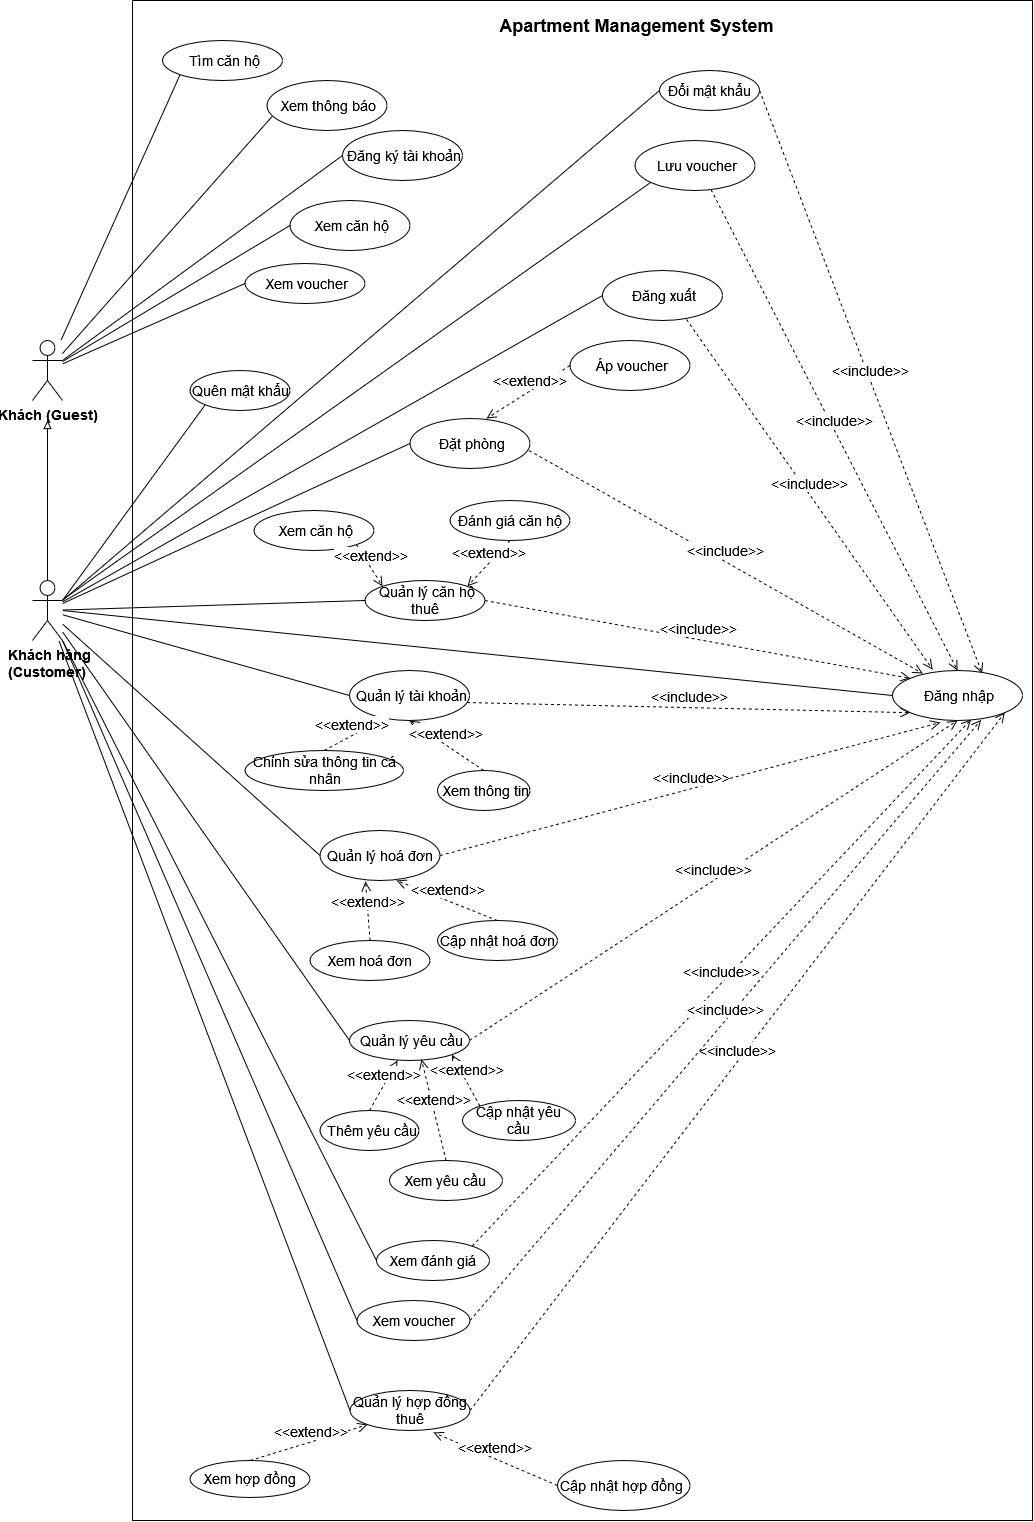 Apartment Management System
Tìm căn hộ
Đổi mật khẩu
Xem thông báo
Đăng ký tài khoản
Lưu voucher
Xem căn hộ
Xem voucher
Đăng xuất
Áp voucher
<<include>>
<<extend>>
Quên mật khẩu
Khách (Guest)
<<include>>
Đặt phòng
<<include>>
Đánh giá căn hộ
Xem căn hộ
<<extend>>
<<extend>>
<<include>>
Quản lý căn hộ
thuê
<<include>>
Khách hàng
(Customer)
Quản lý tài khoản
<<include>>
Đăng nhập
<<extend>>
<<extend>>
Chỉnh sửa thông tin cá
nhân
Xem thông tin
<<include>>
Quản lý hoá đơn
<<include>>
<<extend>>
<<extend>>
Cập nhật hoá đơn
Xem hoá đơn
<<include>>
<<include>>
Quản lý yêu cầu
<<include>>
<<extend>>
<<extend>>
<<extend>>
Cập nhật yêu
cầu
Thêm yêu cầu
Xem yêu cầu
Xem đánh giá
Xem voucher
Quản lý hợp đồng
thuê
<<extend>>
<<extend>>
Xem hợp đồng
Cập nhật hợp đồng